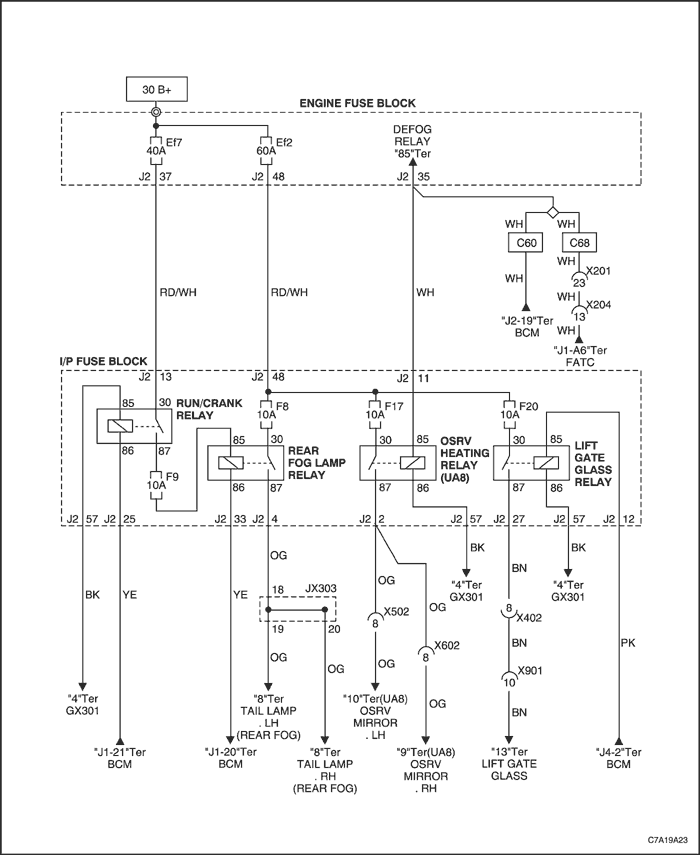 30 B+
ENGINE FUSE BLOCK
Ef7
40A
Ef2
60A
DEFOG
RELAY
"85"Ter
J2 37
J2 48
J2 35
WH WH
C60 C68
WH
X201
23
WH
WH
X204
13
WH
"J2-19"Ter
BCM
"J1-A6"Ter
FATC
RD/WH
RD/WH
WH
I/P FUSE BLOCK
J2 13
J2 48
J2 11
85 30
RUN/CRANK
RELAY
86 87
F9
10A
F8
10A
F17
10A
F20
10A
85 30
REAR
FOG LAMP
RELAY
86 87
30 85
OSRV
HEATING
RELAY
(UA8)
87 86
30 85
LIFT
GATE
GLASS
RELAY
87 86
J2 57
J2 25
J2 33
J2 4
J2 2
J2 57
J2 27
J2 57
J2 12
BK
YE
YE
OG
18
JX303
19
20
OG
OG
OG
X502
8
OG
OG
X602
8
OG
BK
"4"Ter
GX301
BN
8
X402
BN
X901
10
BN
BK
"4"Ter
GX301
PK
"4"Ter
GX301
"J1-21"Ter
BCM
"J1-20"Ter
BCM
"8"Ter
TAIL LAMP
. LH
(REAR FOG)
"8"Ter
TAIL LAMP
. RH
(REAR FOG)
"10"Ter(UA8)
OSRV
MIRROR
. LH
"9"Ter(UA8)
OSRV
MIRROR
. RH
"13"Ter
LIFT GATE
GLASS
"J4-2"Ter
BCM
C7A19A23